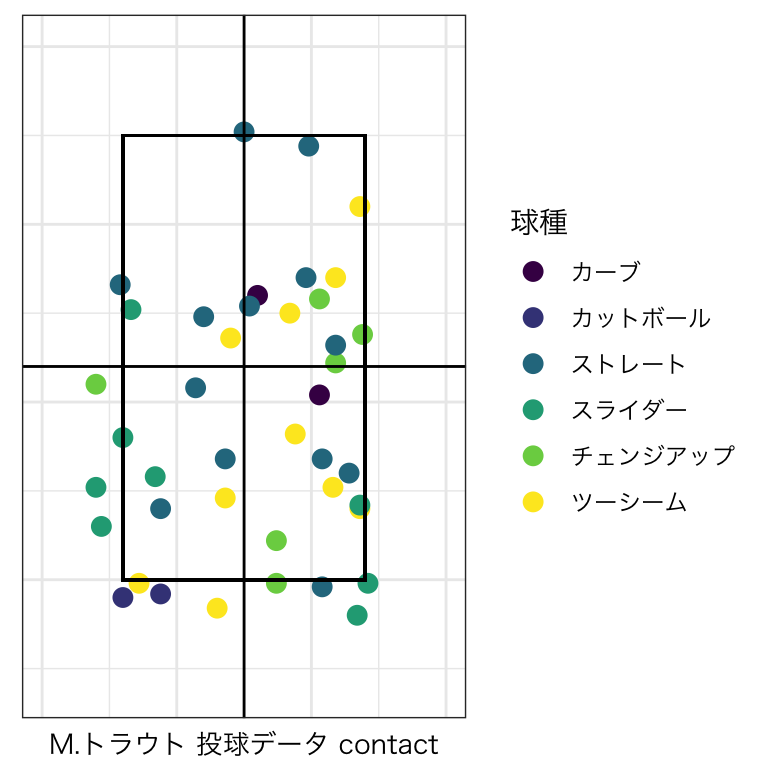 球種
カーブ
カットボール
ストレート
スライダー
チェンジアップ
ツーシーム
M.トラウト 投球データ contact